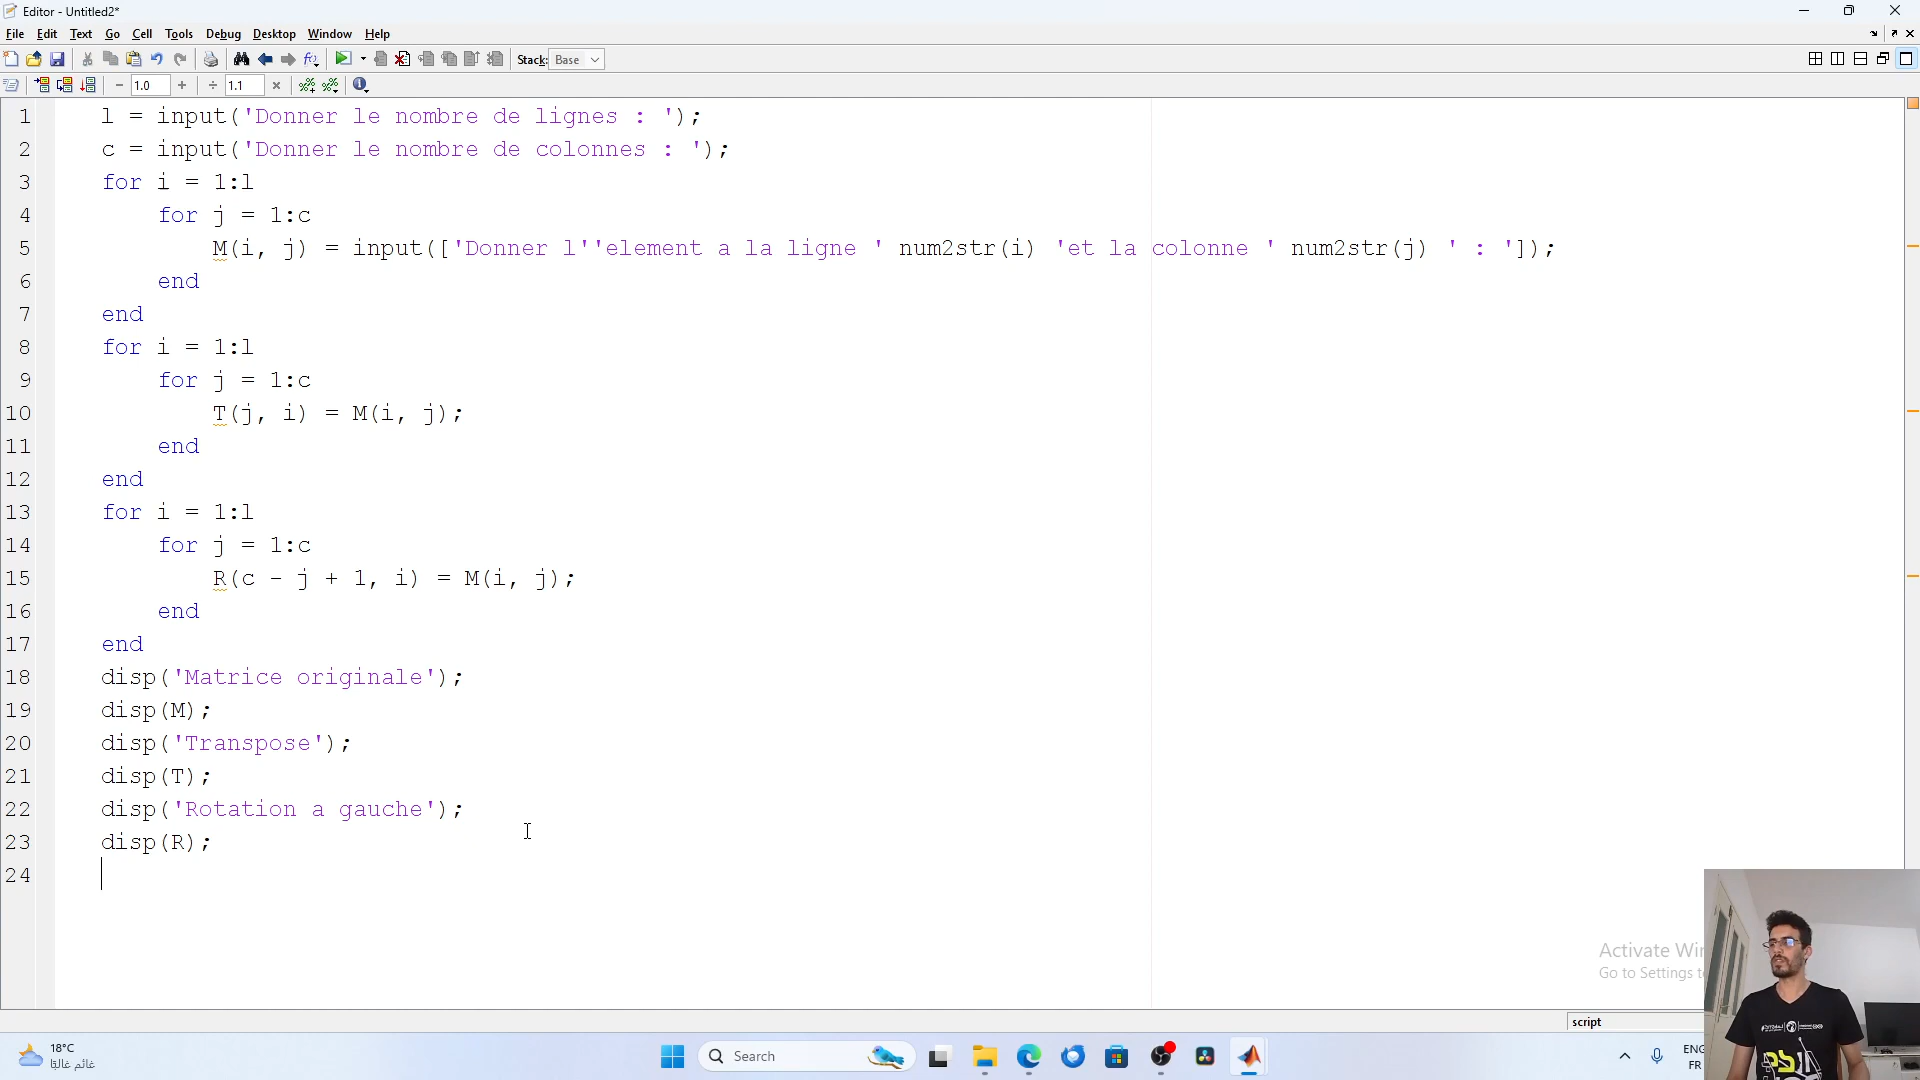 Editor - Untitled2*
File Edit Text Go Cell Tools Debug Desktop Window Help
Stack: Base
1.0 1.1
1 l = input('Donner le nombre de lignes : ');
2 c = input('Donner le nombre de colonnes : ');
3 for i = 1:l
4 for j = 1:c
5 M(i, j) = input(['Donner l''element a la ligne ' num2str(i) 'et la colonne ' num2str(j) ' : ']);
6 end
7 end
8 for i = 1:l
9 for j = 1:c
10 T(j, i) = M(i, j);
11 end
12 end
13 for i = 1:l
14 for j = 1:c
15 R(c - j + 1, i) = M(i, j);
16 end
17 end
18 disp('Matrice originale');
19 disp(M);
20 disp('Transpose');
21 disp(T);
22 disp('Rotation a gauche');
23 disp(R);
24
Activate Wi
Go to Settings t
script
18°C
غائم غالبًا
Search
ENG
FR